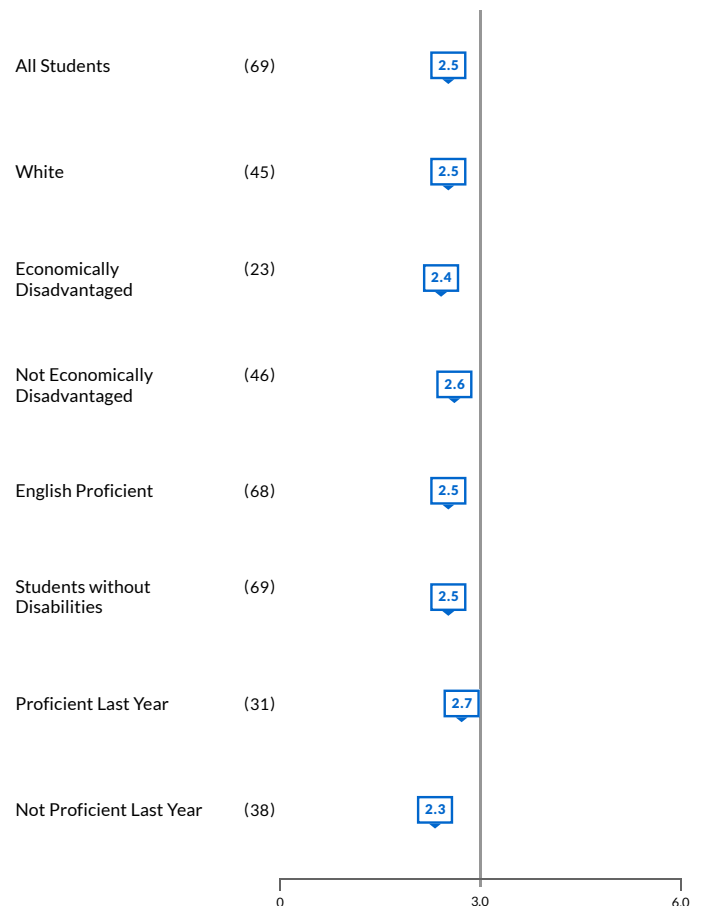 All Students (69) 2.5
White (45) 2.5
Economically (23) 2.4
Disadvantaged
Not Economically (46) 2.6
Disadvantaged
English Proficient (68) 2.5
Students without (69) 2.5
Disabilities
Proficient Last Year (31) 2.7
Not Proficient Last Year (38) 2.3
0 3.0 6.0